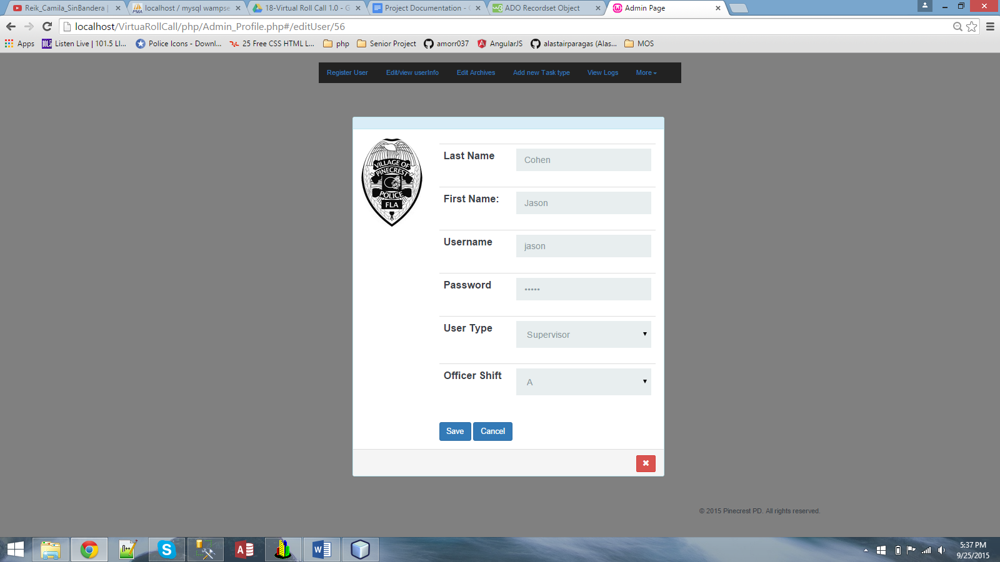 Reik_Camila_SinBandera |
localhost / mysql wampse
18-Virtual Roll Call 1.0 - G
Project Documentation - G
ADO Recordset Object
Admin Page
localhost/VirtuaRollCall/php/Admin_Profile.php#/editUser/56
Apps
Listen Live | 101.5 LI...
Police Icons - Downl...
25 Free CSS HTML L...
php
Senior Project
amorr037
AngularJS
alastairparagas (Alas...
MOS
Register User
Edit/view userInfo
Edit Archives
Add new Task type
View Logs
More
VILLAGE OF
PINECREST
POLICE
FLA
Last Name
Cohen
First Name:
Jason
Username
jason
Password
•••••
User Type
Supervisor
Officer Shift
A
Save
Cancel
© 2015 Pinecrest PD. All rights reserved.
5:37 PM
9/25/2015